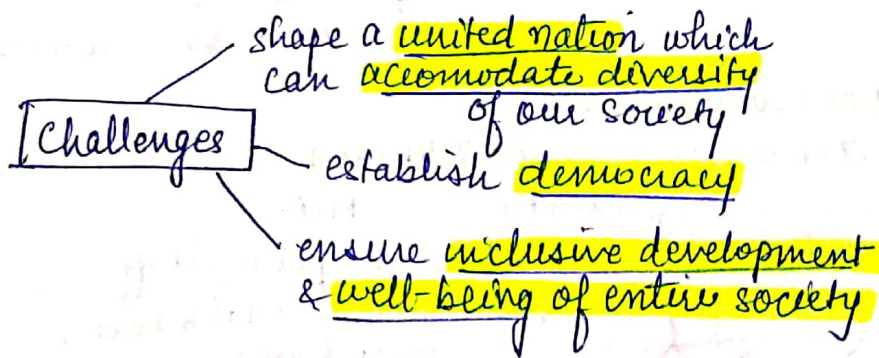 shape a united nation which
can accomodate diversity
of our society
Challenges
establish democracy
ensure inclusive development
& well-being of entire society